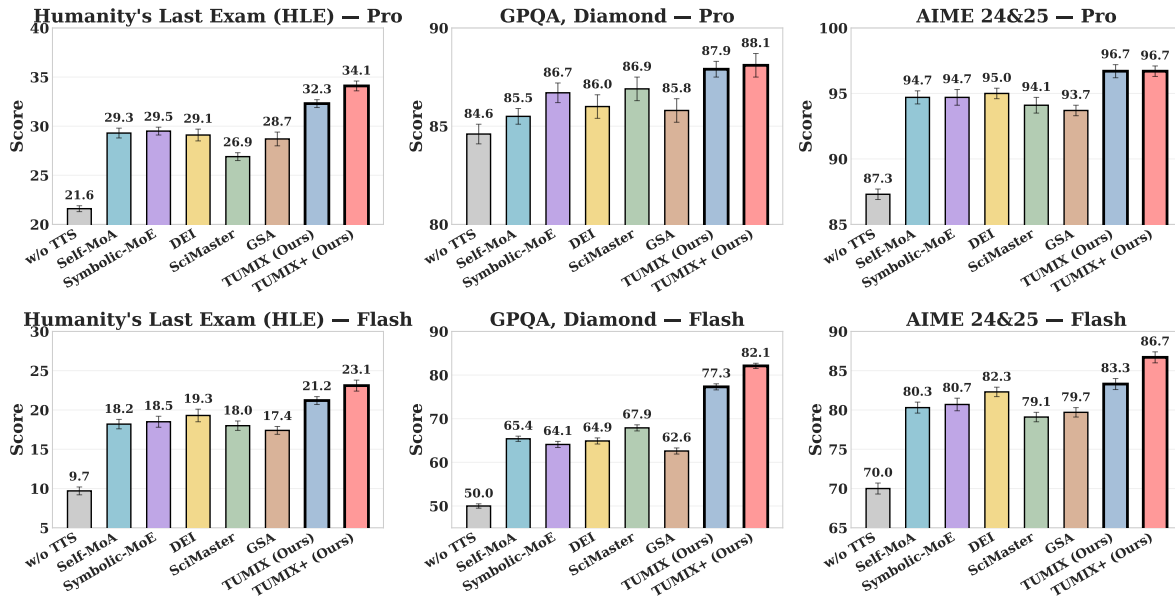 Humanity's Last Exam (HLE) — Pro
Score
40
35
30
25
20
21.6
29.3
29.5
29.1
26.9
28.7
32.3
34.1
w/o TTS
Self-MoA
Symbolic-MoE
DEI
SciMaster
GSA
TUMIX (Ours)
TUMIX+ (Ours)
GPQA, Diamond — Pro
Score
90
85
80
84.6
85.5
86.7
86.0
86.9
85.8
87.9
88.1
w/o TTS
Self-MoA
Symbolic-MoE
DEI
SciMaster
GSA
TUMIX (Ours)
TUMIX+ (Ours)
AIME 24&25 — Pro
Score
100
95
90
85
87.3
94.7
94.7
95.0
94.1
93.7
96.7
96.7
w/o TTS
Self-MoA
Symbolic-MoE
DEI
SciMaster
GSA
TUMIX (Ours)
TUMIX+ (Ours)
Humanity's Last Exam (HLE) — Flash
Score
30
25
20
15
10
5
9.7
18.2
18.5
19.3
18.0
17.4
21.2
23.1
w/o TTS
Self-MoA
Symbolic-MoE
DEI
SciMaster
GSA
TUMIX (Ours)
TUMIX+ (Ours)
GPQA, Diamond — Flash
Score
90
80
70
60
50
50.0
65.4
64.1
64.9
67.9
62.6
77.3
82.1
w/o TTS
Self-MoA
Symbolic-MoE
DEI
SciMaster
GSA
TUMIX (Ours)
TUMIX+ (Ours)
AIME 24&25 — Flash
Score
90
85
80
75
70
65
70.0
80.3
80.7
82.3
79.1
79.7
83.3
86.7
w/o TTS
Self-MoA
Symbolic-MoE
DEI
SciMaster
GSA
TUMIX (Ours)
TUMIX+ (Ours)